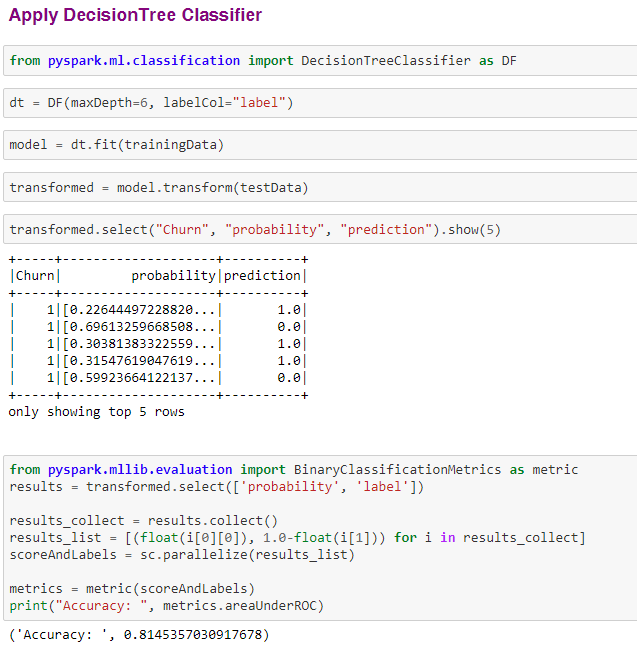 Apply DecisionTree Classifier
from pyspark.ml.classification import DecisionTreeClassifier as DF
dt = DF(maxDepth=6, labelCol="label")
model = dt.fit(trainingData)
transformed = model.transform(testData)
transformed.select("Churn", "probability", "prediction").show(5)
+-----+--------------------+----------+
|Churn|         probability|prediction|
+-----+--------------------+----------+
|    1|[0.22644497228820...|       1.0|
|    1|[0.69613259668508...|       0.0|
|    1|[0.30381383322559...|       1.0|
|    1|[0.31547619047619...|       1.0|
|    1|[0.59923664122137...|       0.0|
+-----+--------------------+----------+
only showing top 5 rows
from pyspark.mllib.evaluation import BinaryClassificationMetrics as metric
results = transformed.select(['probability', 'label'])
results_collect = results.collect()
results_list = [(float(i[0][0]), 1.0-float(i[1])) for i in results_collect]
scoreAndLabels = sc.parallelize(results_list)
metrics = metric(scoreAndLabels)
print("Accuracy: ", metrics.areaUnderROC)
('Accuracy: ', 0.8145357030917678)